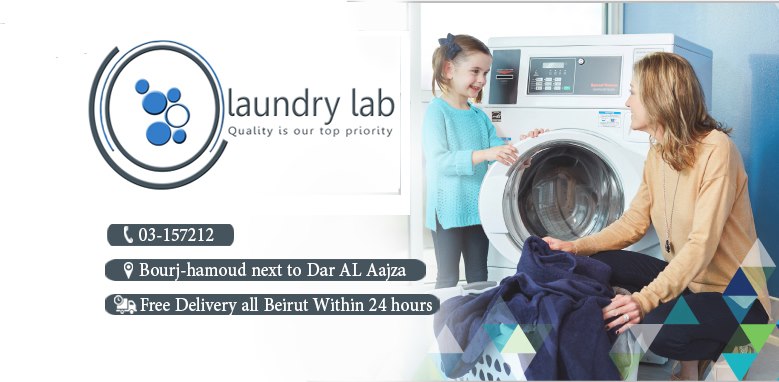 laundry lab
Quality is our top priority
03-157212
Bourj-hamoud next to Dar AL Aajza
Free Delivery all Beirut Within 24 hours